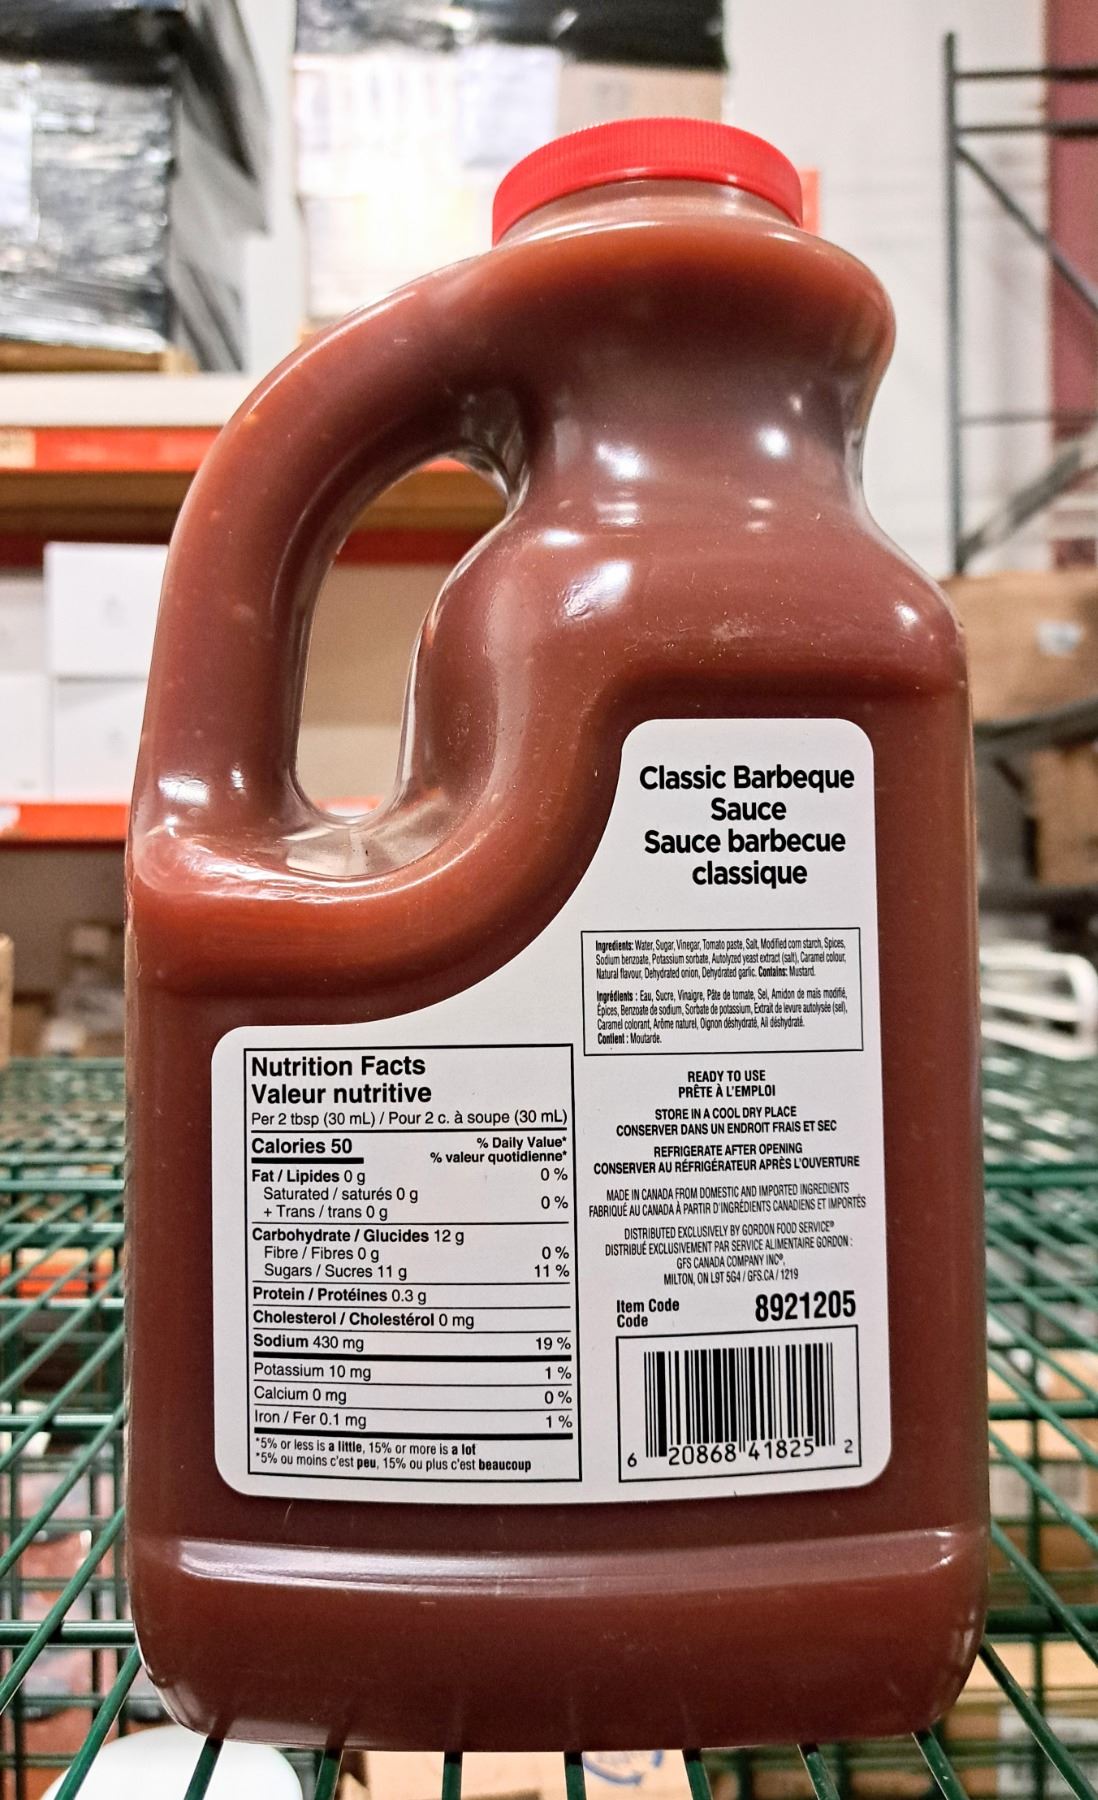 Classic Barbeque
Sauce
Sauce barbecue
classique
Ingredients: Water, Sugar, Vinegar, Tomato paste, Salt, Modified corn starch, Spices,
Sodium benzoate, Potassium sorbate, Autolyzed yeast extract (salt), Caramel colour,
Natural flavour, Dehydrated onion, Dehydrated garlic. Contains: Mustard.
Ingrédients : Eau, Sucre, Vinaigre, Pâte de tomate, Sel, Amidon de maïs modifié,
Épices, Benzoate de sodium, Sorbate de potassium, Extrait de levure autolysée (sel),
Caramel colorant, Arôme naturel, Oignon déshydraté, Ail déshydraté.
Contient : Moutarde.
READY TO USE
PRÊTE À L'EMPLOI
STORE IN A COOL DRY PLACE
CONSERVER DANS UN ENDROIT FRAIS ET SEC
REFRIGERATE AFTER OPENING
CONSERVER AU RÉFRIGÉRATEUR APRÈS L'OUVERTURE
MADE IN CANADA FROM DOMESTIC AND IMPORTED INGREDIENTS
FABRIQUÉ AU CANADA À PARTIR D'INGRÉDIENTS CANADIENS ET IMPORTÉS
DISTRIBUTED EXCLUSIVELY BY GORDON FOOD SERVICE®
DISTRIBUÉ EXCLUSIVEMENT PAR SERVICE ALIMENTAIRE GORDON :
GFS CANADA COMPANY INC®,
MILTON, ON L9T 5G4 / GFS.CA / 1219
Item Code 8921205
Code
6 20868 41825 2
Nutrition Facts
Valeur nutritive
Per 2 tbsp (30 mL) / Pour 2 c. à soupe (30 mL)
Calories 50 % Daily Value*
% valeur quotidienne*
Fat / Lipides 0 g 0 %
Saturated / saturés 0 g
+ Trans / trans 0 g 0 %
Carbohydrate / Glucides 12 g
Fibre / Fibres 0 g 0 %
Sugars / Sucres 11 g 11 %
Protein / Protéines 0.3 g
Cholesterol / Cholestérol 0 mg
Sodium 430 mg 19 %
Potassium 10 mg 1 %
Calcium 0 mg 0 %
Iron / Fer 0.1 mg 1 %
*5% or less is a little, 15% or more is a lot
*5% ou moins c'est peu, 15% ou plus c'est beaucoup